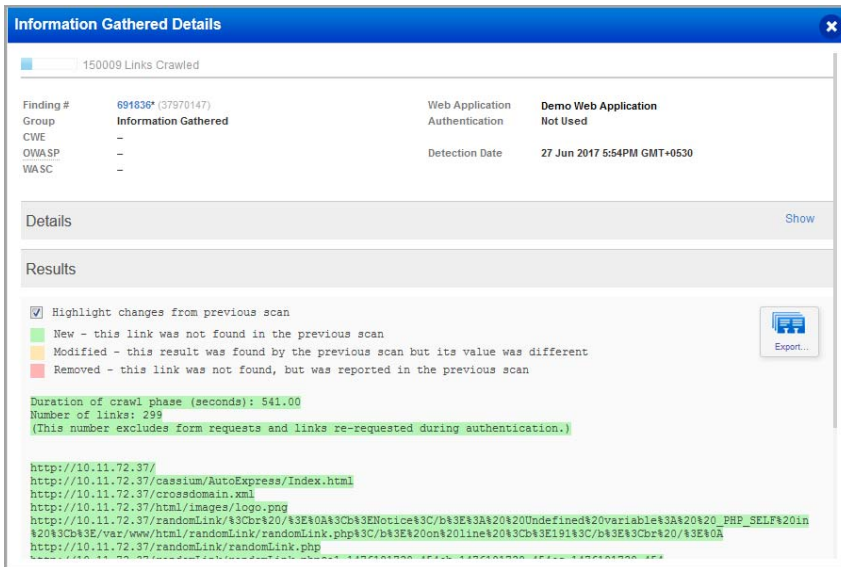 Information Gathered Details
150009 Links Crawled
Finding # 691836* (37970147) Web Application Demo Web Application
Group Information Gathered Authentication Not Used
CWE –
OWASP – Detection Date 27 Jun 2017 5:54PM GMT+0530
WASC –
Details Show
Results
Highlight changes from previous scan
New - this link was not found in the previous scan
Modified - this result was found by the previous scan but its value was different
Removed - this link was not found, but was reported in the previous scan
Export...
Duration of crawl phase (seconds): 541.00
Number of links: 299
(This number excludes form requests and links re-requested during authentication.)
http://10.11.72.37/
http://10.11.72.37/cassium/AutoExpress/Index.html
http://10.11.72.37/crossdomain.xml
http://10.11.72.37/html/images/logo.png
http://10.11.72.37/randomLink/%3Cbr%20/%3E%0A%3Cb%3ENotice%3C/b%3E%3A%20%20Undefined%20variable%3A%20%20_PHP_SELF%20in
%20%3Cb%3E/var/www/html/randomLink/randomLink.php%3C/b%3E%20on%20line%20%3Cb%3E191%3C/b%3E%3Cbr%20/%3E%0A
http://10.11.72.37/randomLink/randomLink.php